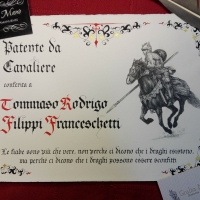 Patente da
Cavaliere
conferita a
Tommaso Rodrigo
Filippi Franceschetti
Le fiabe sono più che vere, non perché ci dicono che i draghi esistono,
ma perché ci dicono che i draghi possono essere sconfitti